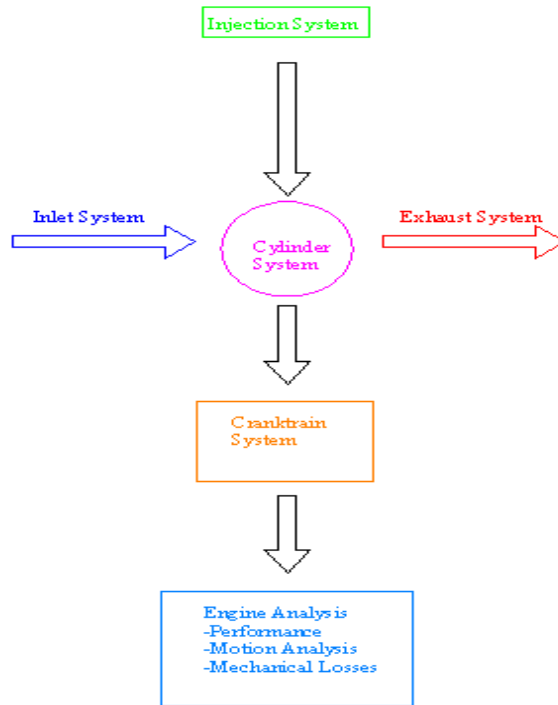 Injection System
Inlet System
Exhaust System
Cylinder
System
Cranktrain
System
Engine Analysis
-Performance
-Motion Analysis
-Mechanical Losses